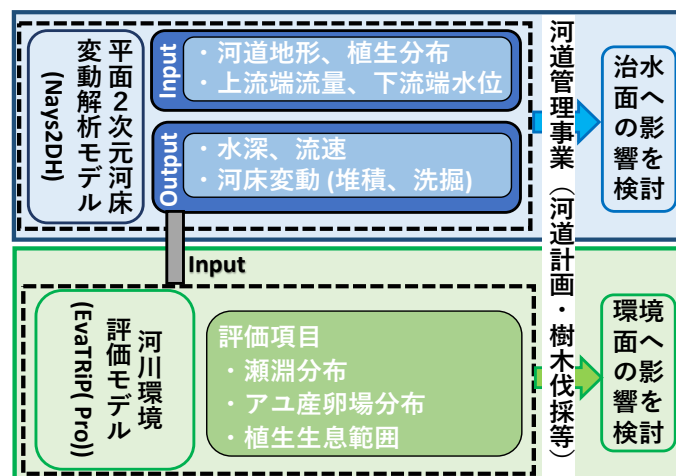 平面２次元河床
変動解析モデル
(Nays2DH)
Input
・河道地形、植生分布
・上流端流量、下流端水位
Output
・水深、流速
・河床変動 (堆積、洗掘)
河道管理事業（河道計画・樹木伐採等）
治水
面へ
の影
響を
検討
Input
河川環境
評価モデル
(EvaTRiP( Pro))
評価項目
・瀬淵分布
・アユ産卵場分布
・植生生息範囲
環境
面へ
の影
響を
検討